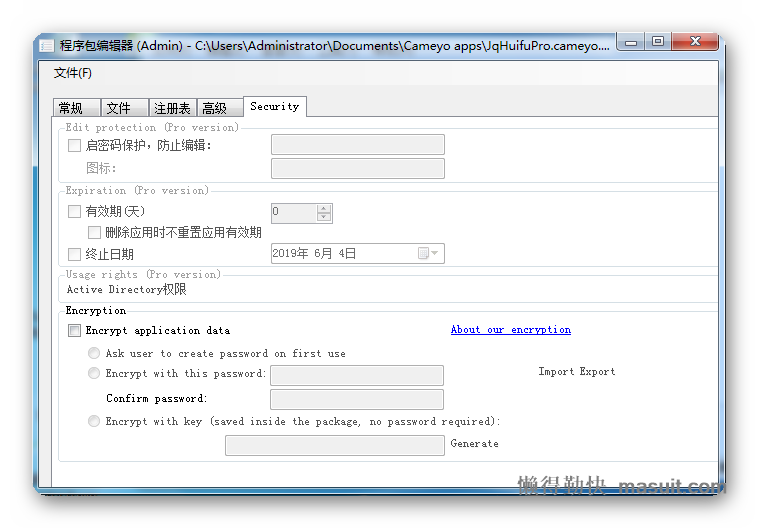 程序包编辑器 (Admin) - C:\Users\Administrator\Documents\Cameyo apps\JqHuifuPro.cameyo....
文件(F)
常规 文件 注册表 高级 Security
Edit protection (Pro version)
启密码保护，防止编辑:
图标:
Expiration (Pro version)
有效期(天) 0
删除应用时不重置应用有效期
终止日期 2019年 6月 4日
Usage rights (Pro version)
Active Directory权限
Encryption
Encrypt application data About our encryption
Ask user to create password on first use
Encrypt with this password: Import Export
Confirm password:
Encrypt with key (saved inside the package, no password required):
Generate
懒得勤快 masuit.com